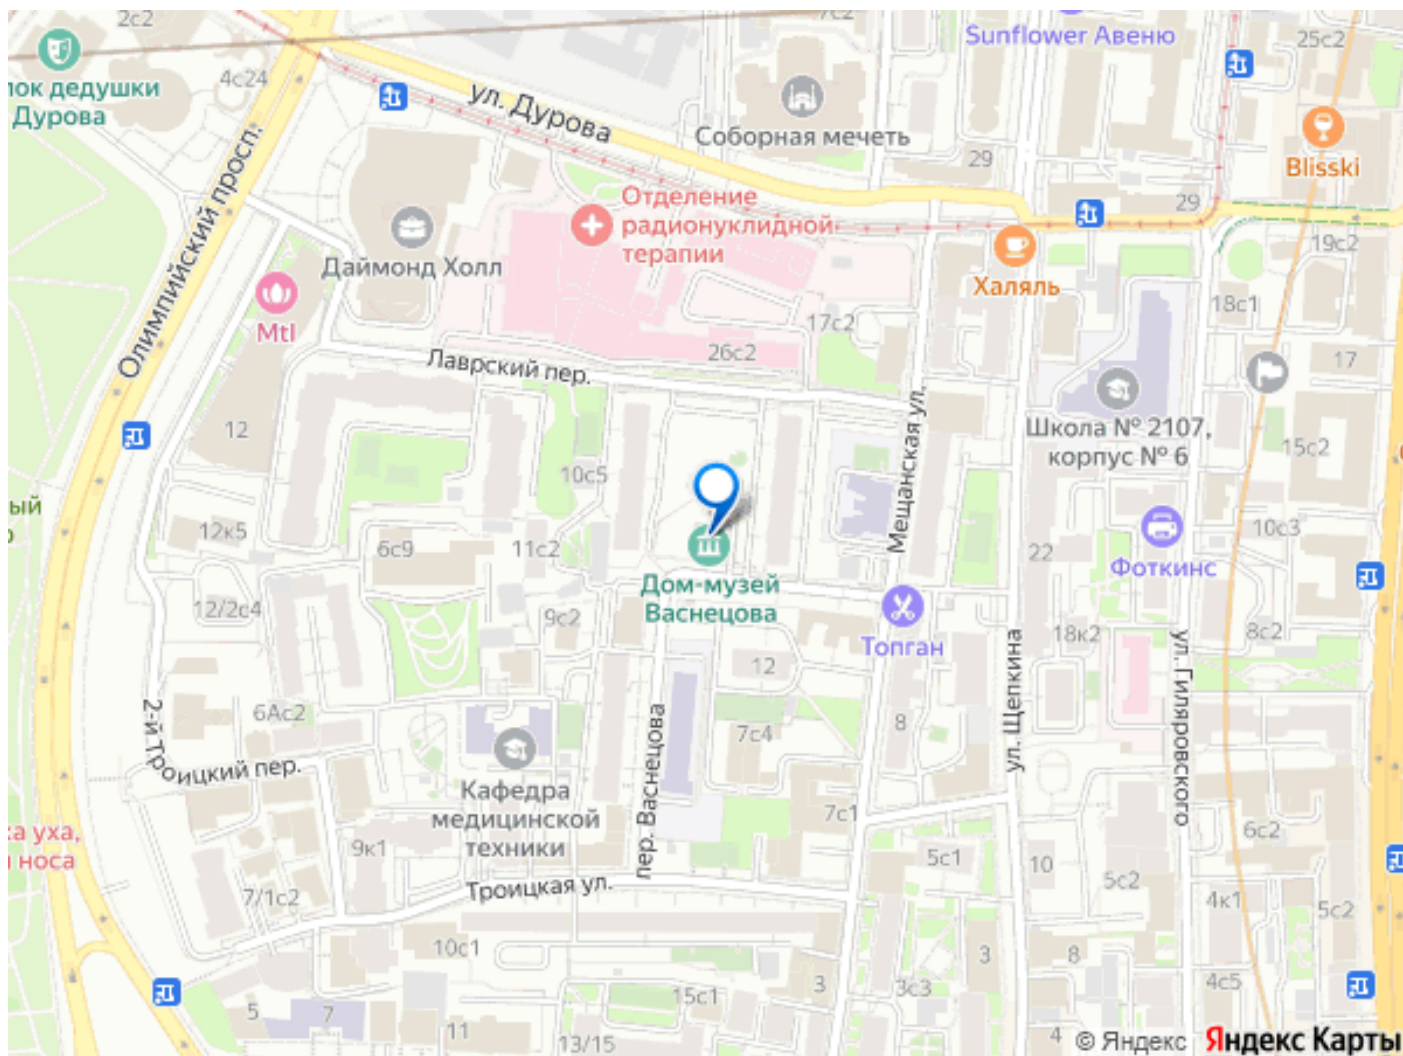 2с2
7с2
Sunflower Авеню
25с2
4с24
лок дедушки
Дурова
ул. Дурова
Соборная мечеть
29
Blisski
Олимпийский просп.
Отделение
радионуклидной
терапии
29
19с2
Даймонд Холл
Халяль
Mtl
17с2
18с1
26с2
17
Лаврский пер.
Мещанская ул.
12
Школа № 2107,
корпус № 6
15с2
10с5
ый
12к5
6с9
11с2
22
10с3
Фоткинс
Дом-музей
Васнецова
12/2с4
9с2
Топган
18к2
8с2
12
ул. Щепкина
ул. Гиляровского
2-й Троицкий пер.
6Ас2
7с4
8
пер. Васнецова
Кафедра
медицинской
техники
7с1
ка уха,
и носа
9к1
6с2
5с1
10
5с2
Троицкая ул.
7/1с2
4к1
5с2
10с1
3
8
5
7
11
15с1
3
3с3
4с5
13/15
4
© Яндекс
Яндекс Карты